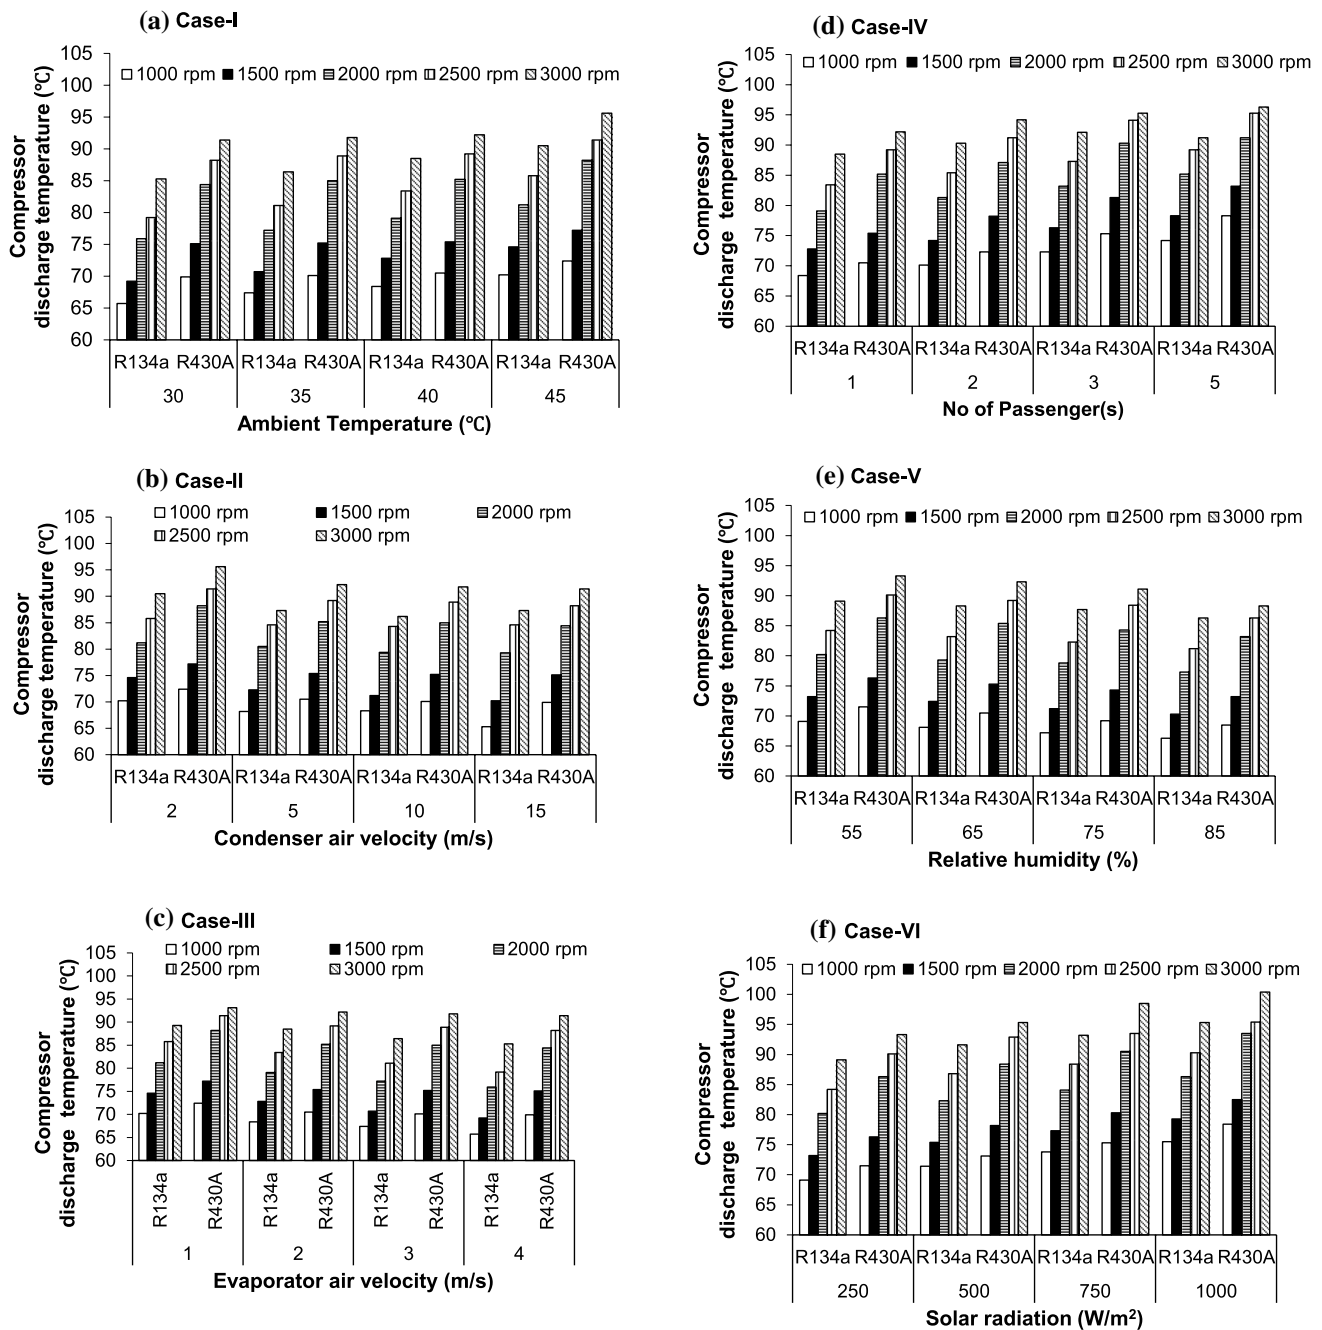 (a) Case-I
105
100
95
90
85
80
75
70
65
60
Compressor
discharge temperature (°C)
1000 rpm 1500 rpm 2000 rpm 2500 rpm 3000 rpm
R134a R430A R134a R430A R134a R430A R134a R430A
30 35 40 45
Ambient Temperature (°C)
(b) Case-II
105
100
95
90
85
80
75
70
65
60
Compressor
discharge temperature (°C)
1000 rpm 1500 rpm 2000 rpm
2500 rpm 3000 rpm
R134a R430A R134a R430A R134a R430A R134a R430A
2 5 10 15
Condenser air velocity (m/s)
(c) Case-III
105
100
95
90
85
80
75
70
65
60
Compressor
discharge temperature (°C)
1000 rpm 1500 rpm 2000 rpm
2500 rpm 3000 rpm
R134a R430A R134a R430A R134a R430A R134a R430A
1 2 3 4
Evaporator air velocity (m/s)
(d) Case-IV
105
100
95
90
85
80
75
70
65
60
Compressor
discharge temperature (°C)
1000 rpm 1500 rpm 2000 rpm 2500 rpm 3000 rpm
R134a R430A R134a R430A R134a R430A R134a R430A
1 2 3 5
No of Passenger(s)
(e) Case-V
105
100
95
90
85
80
75
70
65
60
Compressor
discharge temperature (°C)
1000 rpm 1500 rpm 2000 rpm 2500 rpm 3000 rpm
R134a R430A R134a R430A R134a R430A R134a R430A
55 65 75 85
Relative humidity (%)
(f) Case-VI
105
100
95
90
85
80
75
70
65
60
Compressor
discharge temperature (°C)
1000 rpm 1500 rpm 2000 rpm 2500 rpm 3000 rpm
R134a R430A R134a R430A R134a R430A R134a R430A
250 500 750 1000
Solar radiation (W/m²)